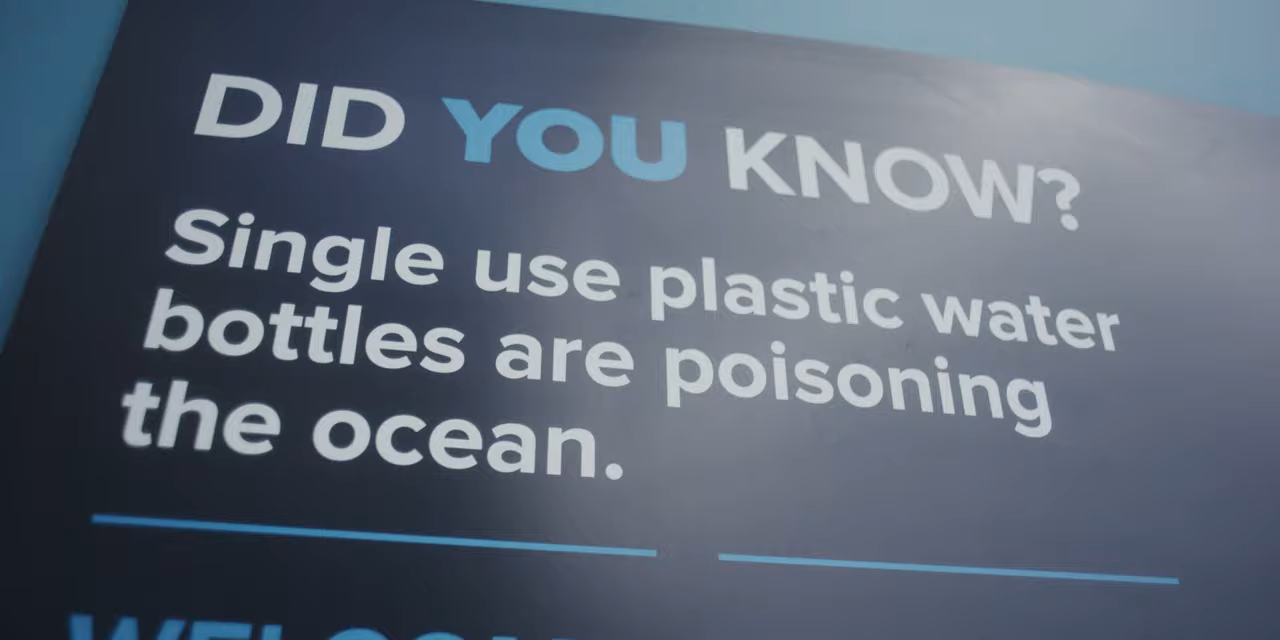 DID YOU KNOW?
Single use plastic water
bottles are poisoning
the ocean.